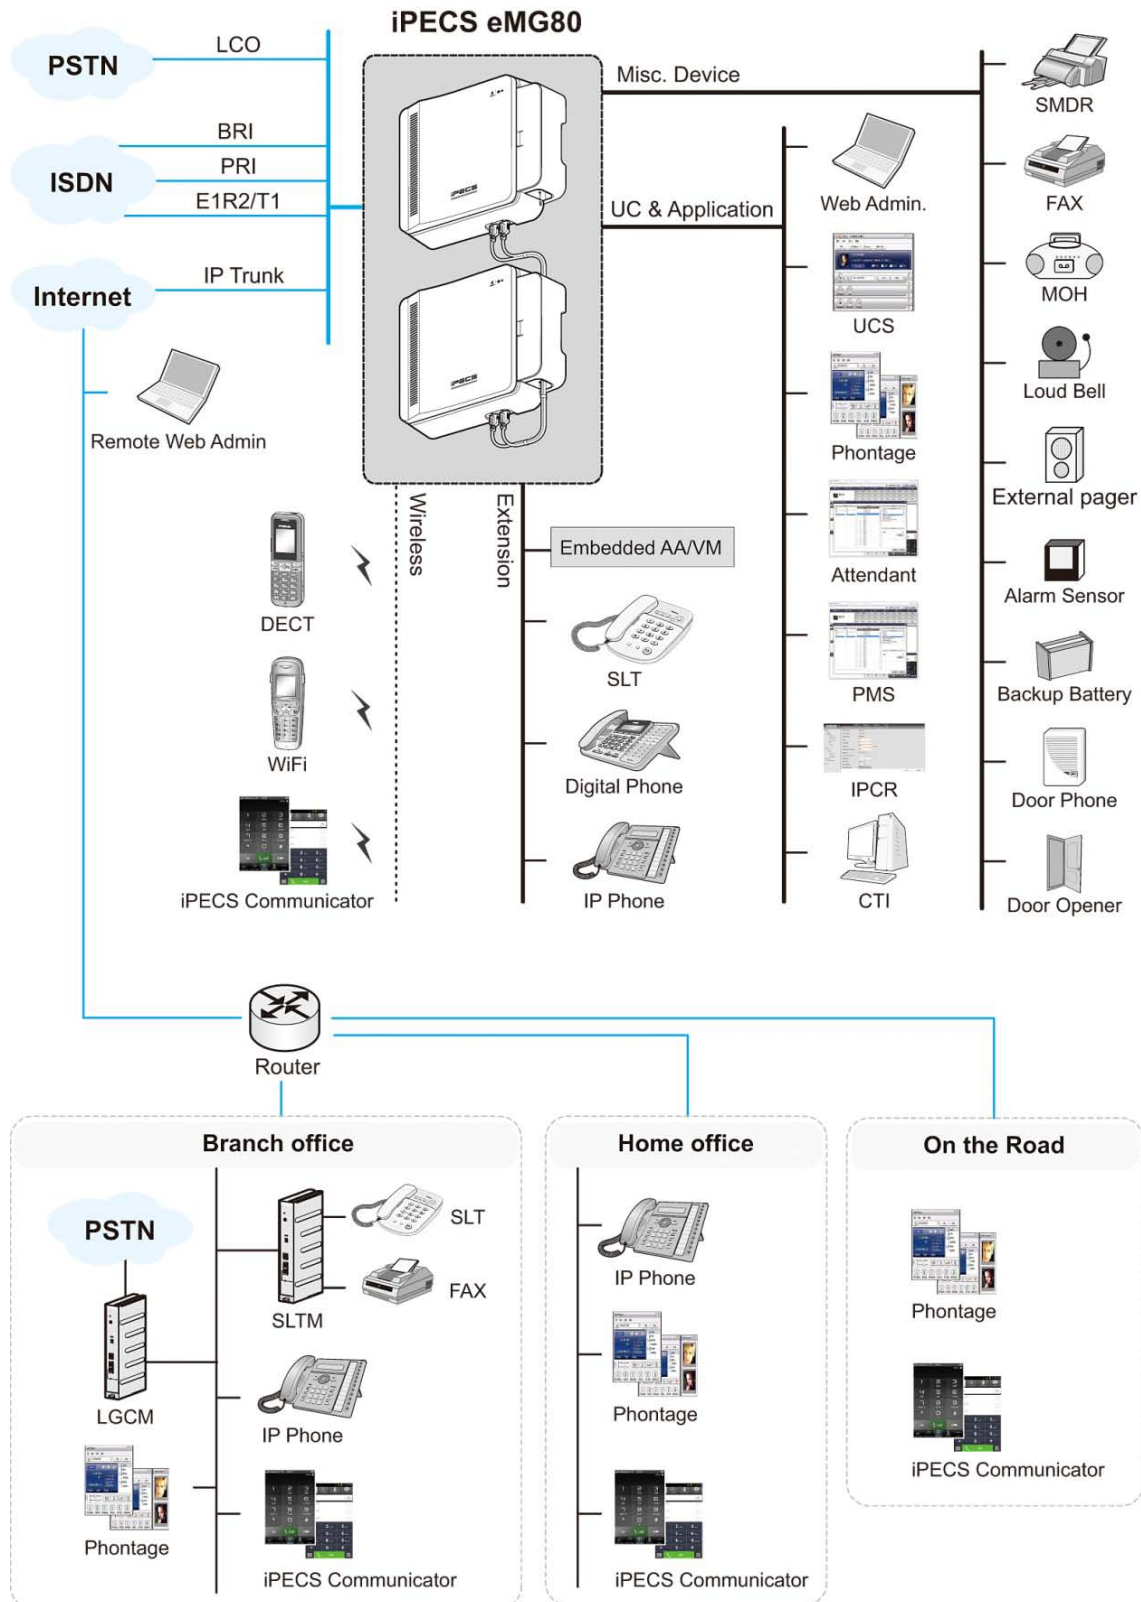 iPECS eMG80
PSTN
LCO
BRI
ISDN
PRI
E1R2/T1
Internet
IP Trunk
Remote Web Admin
iPECS
iPECS
Misc. Device
UC & Application
SMDR
FAX
MOH
Loud Bell
External pager
Alarm Sensor
Backup Battery
Door Phone
Door Opener
Web Admin.
UCS
Phontage
Attendant
PMS
IPCR
CTI
Wireless
Extension
Embedded AA/VM
SLT
Digital Phone
IP Phone
DECT
WiFi
iPECS Communicator
Router
Branch office
PSTN
LGCM
SLTM
SLT
FAX
IP Phone
Phontage
iPECS Communicator
Home office
IP Phone
Phontage
iPECS Communicator
On the Road
Phontage
iPECS Communicator